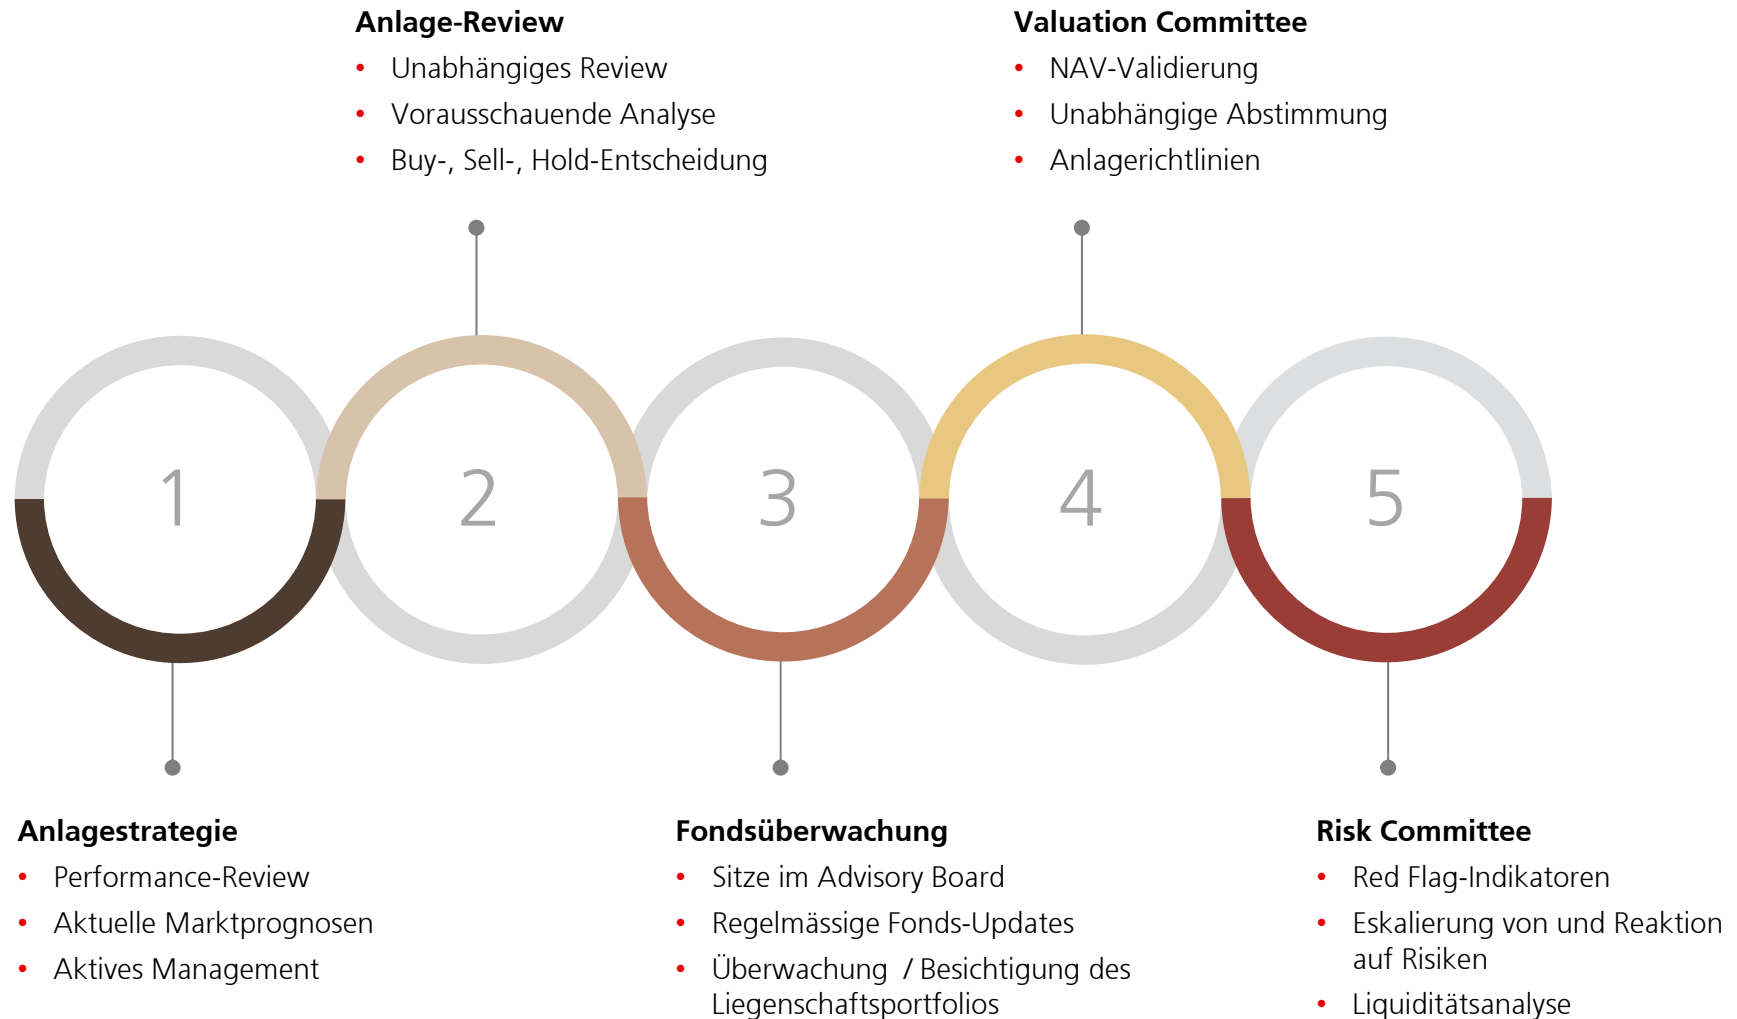 Anlage-Review
• Unabhängiges Review
• Vorausschauende Analyse
• Buy-, Sell-, Hold-Entscheidung
Valuation Committee
• NAV-Validierung
• Unabhängige Abstimmung
• Anlagerichtlinien
1
2
3
4
5
Anlagestrategie
• Performance-Review
• Aktuelle Marktprognosen
• Aktives Management
Fondsüberwachung
• Sitze im Advisory Board
• Regelmässige Fonds-Updates
• Überwachung / Besichtigung des
Liegenschaftsportfolios
Risk Committee
• Red Flag-Indikatoren
• Eskalierung von und Reaktion
auf Risiken
• Liquiditätsanalyse